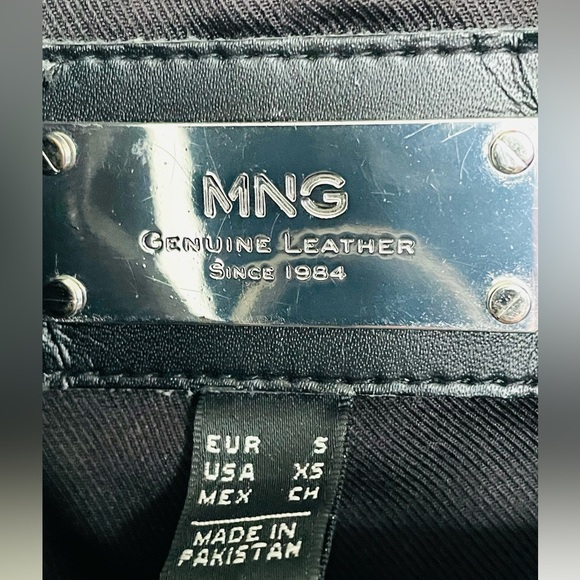 MNG
GENUINE LEATHER
SINCE 1984
EUR S
USA XS
MEX CH
MADE IN
PAKISTAN